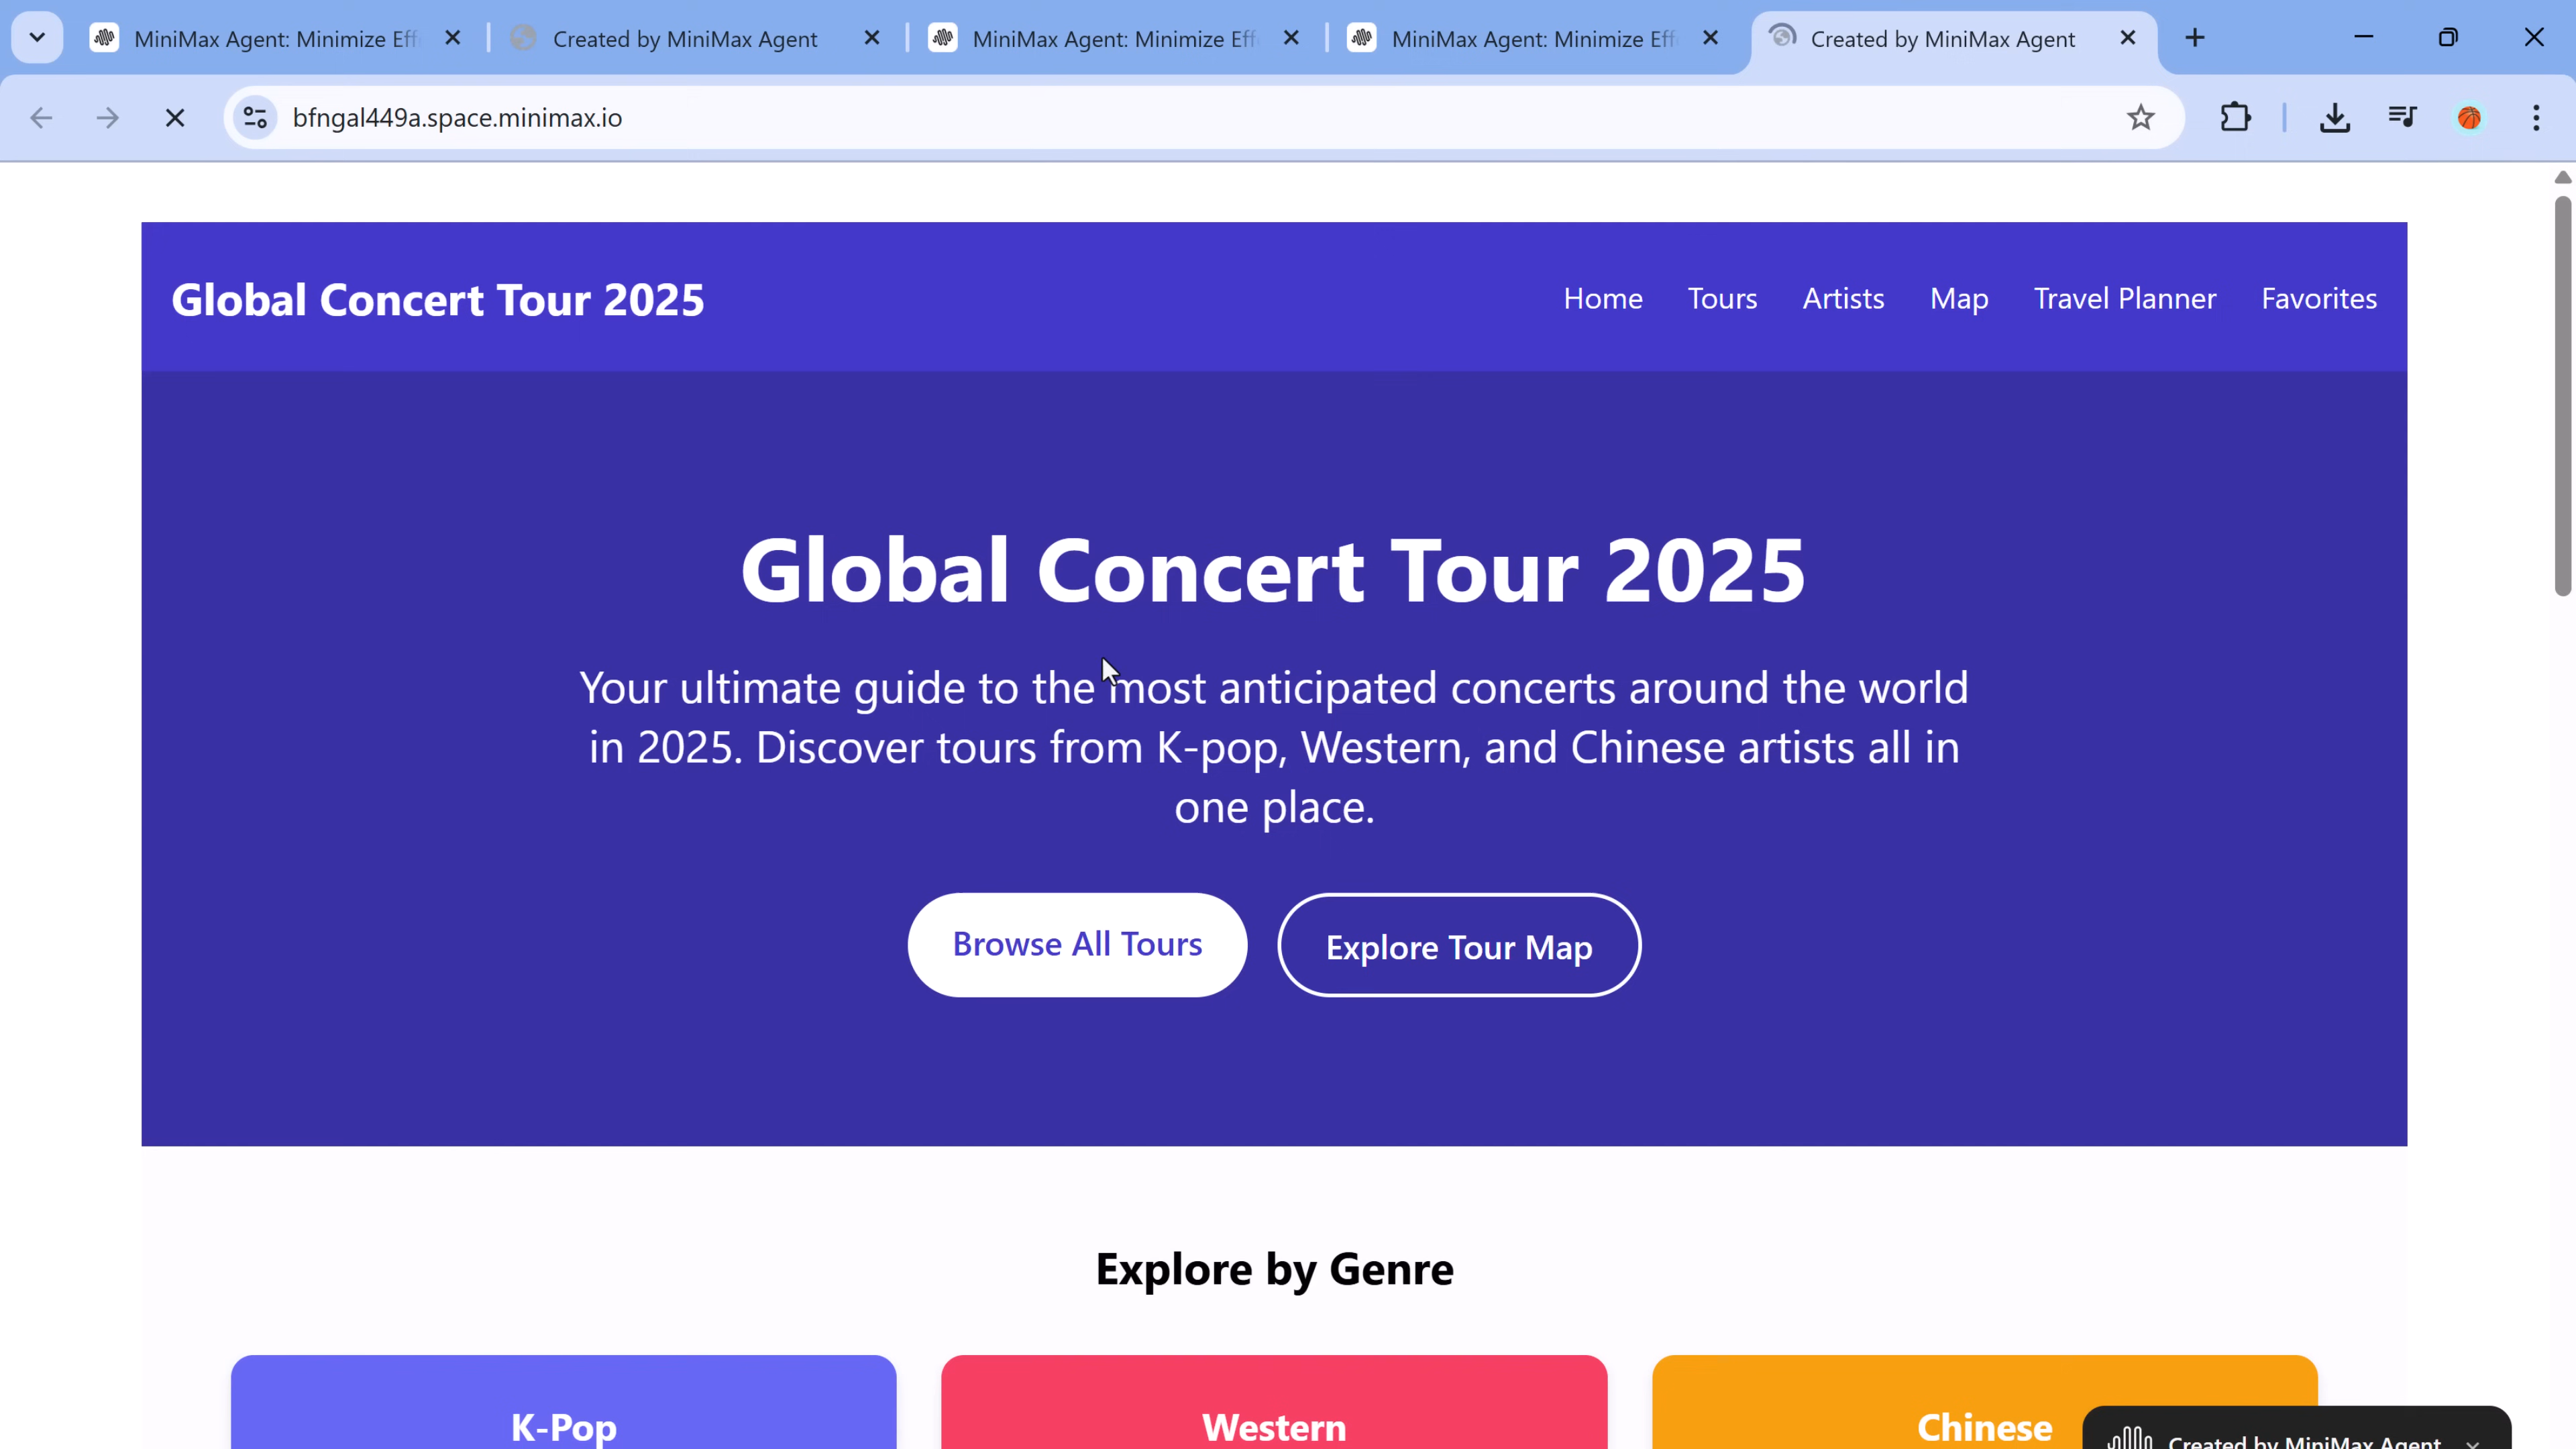 MiniMax Agent: Minimize Eff
Created by MiniMax Agent
MiniMax Agent: Minimize Eff
MiniMax Agent: Minimize Eff
Created by MiniMax Agent
bfngal449a.space.minimax.io
Global Concert Tour 2025
Home
Tours
Artists
Map
Travel Planner
Favorites
Global Concert Tour 2025
Your ultimate guide to the most anticipated concerts around the world
in 2025. Discover tours from K-pop, Western, and Chinese artists all in
one place.
Browse All Tours
Explore Tour Map
Explore by Genre
K-Pop
Western
Chinese
Created by MiniMax Agent